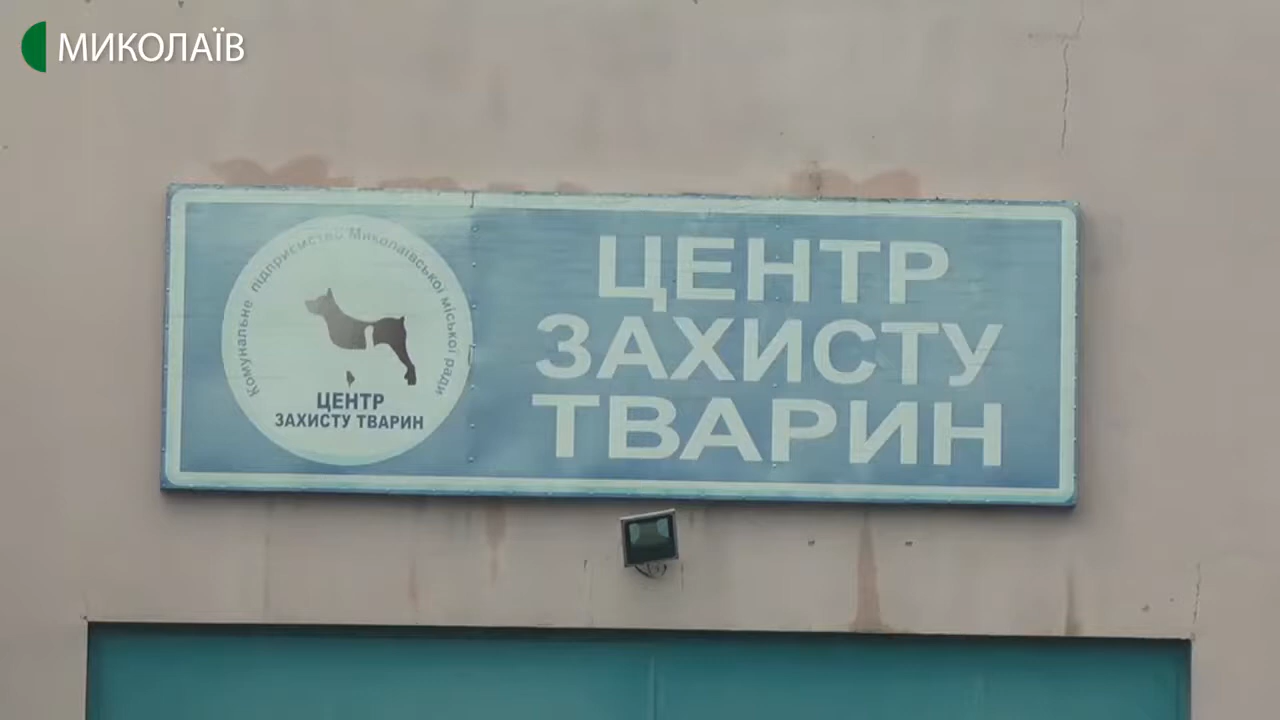 МИКОЛАЇВ
Комунальне підприємство Миколаївської міської ради
ЦЕНТР
ЗАХИСТУ ТВАРИН
ЦЕНТР
ЗАХИСТУ
ТВАРИН